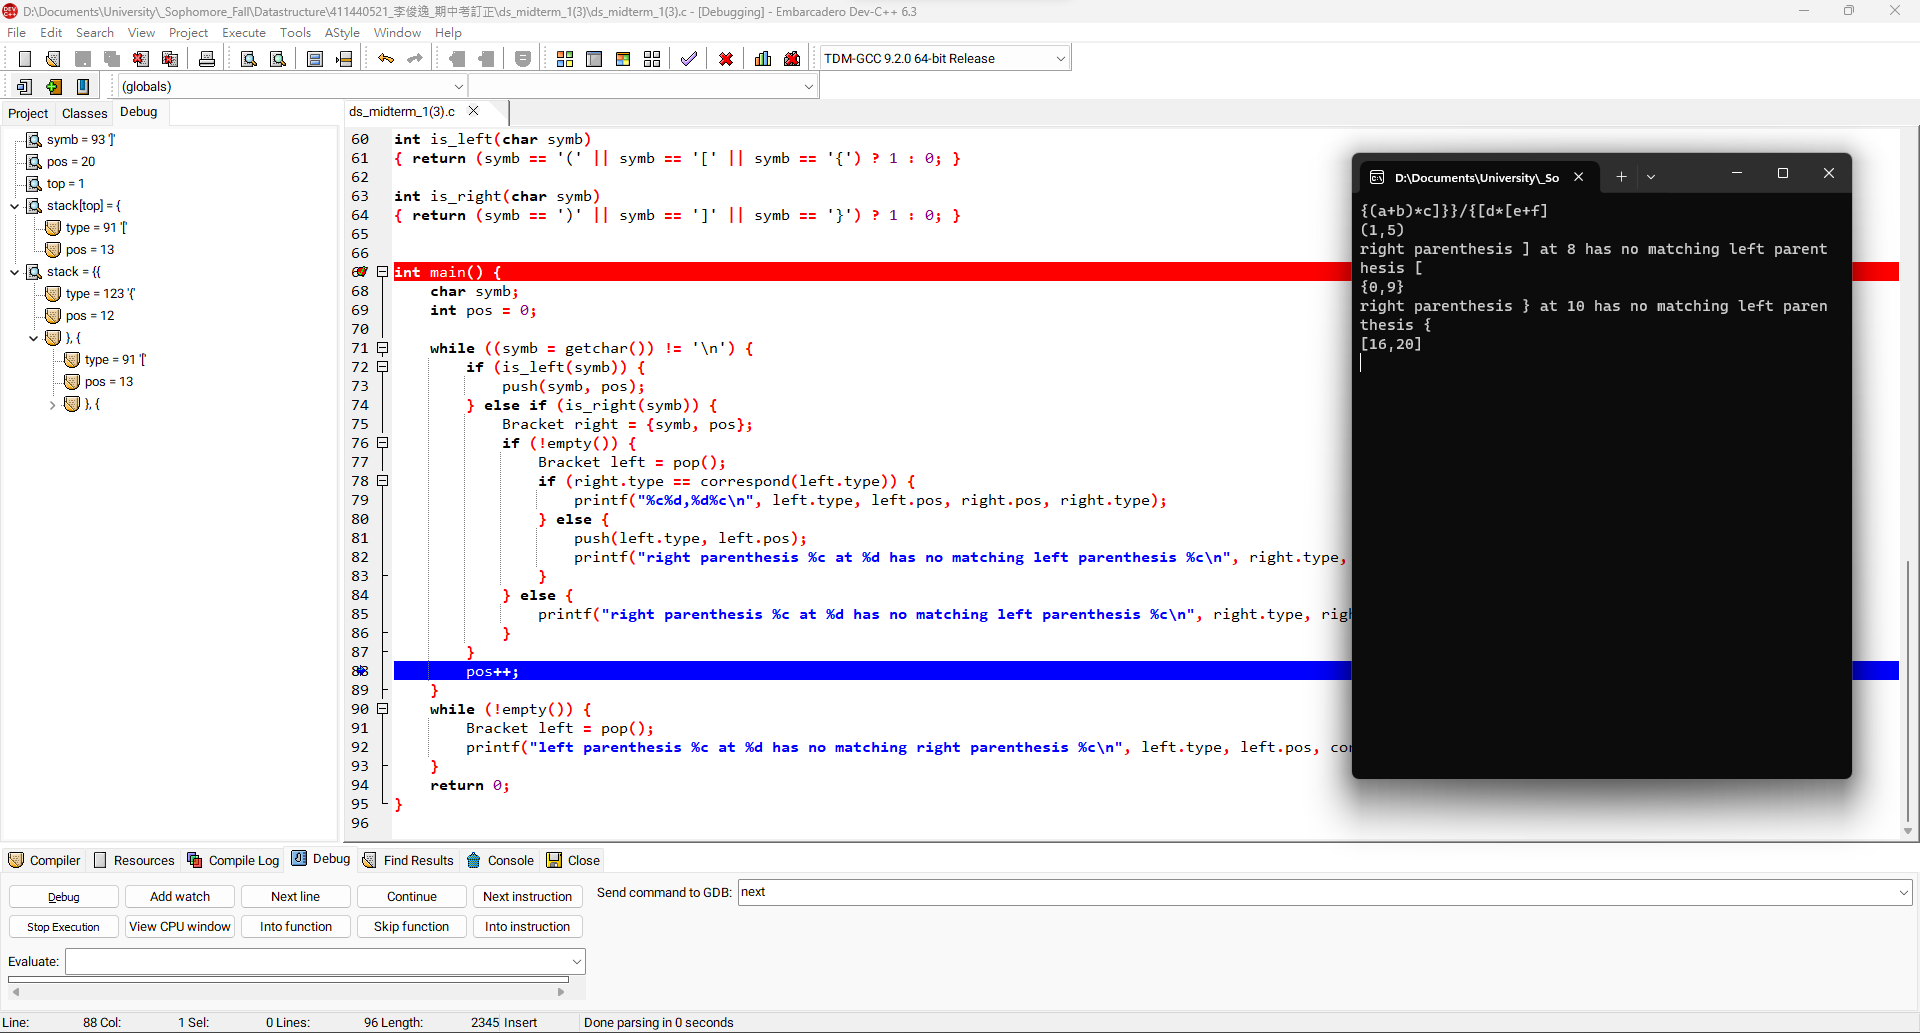 D:\Documents\University\_Sophomore_Fall\Datastructure\411440521_李俊逸_期中考訂正\ds_midterm_1(3)\ds_midterm_1(3).c - [Debugging] - Embarcadero Dev-C++ 6.3
File Edit Search View Project Execute Tools AStyle Window Help
TDM-GCC 9.2.0 64-bit Release
(globals)
Project Classes Debug
ds_midterm_1(3).c
symb = 93 ']'
pos = 20
top = 1
stack[top] = {
type = 91 '['
pos = 13
stack = {{
type = 123 '{'
pos = 12
}, {
type = 91 '['
pos = 13
}, {
60 int is_left(char symb)
61 { return (symb == '(' || symb == '[' || symb == '{') ? 1 : 0; }
62
63 int is_right(char symb)
64 { return (symb == ')' || symb == ']' || symb == '}') ? 1 : 0; }
65
66
int main() {
68 char symb;
69 int pos = 0;
70
71 while ((symb = getchar()) != '\n') {
72 if (is_left(symb)) {
73 push(symb, pos);
74 } else if (is_right(symb)) {
75 Bracket right = {symb, pos};
76 if (!empty()) {
77 Bracket left = pop();
78 if (right.type == correspond(left.type)) {
79 printf("%c%d,%d%c\n", left.type, left.pos, right.pos, right.type);
80 } else {
81 push(left.type, left.pos);
82 printf("right parenthesis %c at %d has no matching left parenthesis %c\n", right.type,
83 }
84 } else {
85 printf("right parenthesis %c at %d has no matching left parenthesis %c\n", right.type, rig
86 }
87 }
88 pos++;
89 }
90 while (!empty()) {
91 Bracket left = pop();
92 printf("left parenthesis %c at %d has no matching right parenthesis %c\n", left.type, left.pos, co
93 }
94 return 0;
95 }
96
D:\Documents\University\_So
{(a+b)*c]}}/{[d*[e+f]
(1,5)
right parenthesis ] at 8 has no matching left parent
hesis [
{0,9}
right parenthesis } at 10 has no matching left paren
thesis {
[16,20]
Compiler Resources Compile Log Debug Find Results Console Close
Debug Add watch Next line Continue Next instruction
Send command to GDB: next
Stop Execution View CPU window Into function Skip function Into instruction
Evaluate:
Line: 88 Col: 1 Sel: 0 Lines: 96 Length: 2345 Insert Done parsing in 0 seconds